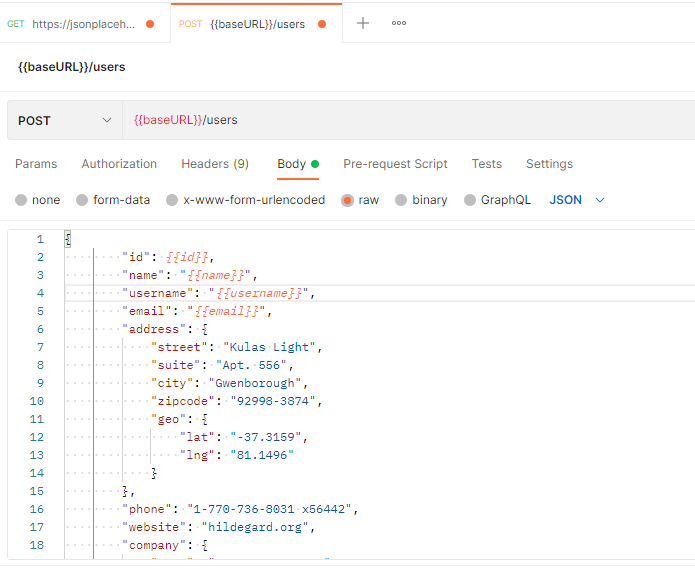 GET https://jsonplaceh... POST {{baseURL}}/users
{{baseURL}}/users
POST {{baseURL}}/users
Params Authorization Headers (9) Body Pre-request Script Tests Settings
none form-data x-www-form-urlencoded raw binary GraphQL JSON
1 {
2 "id": {{id}},
3 "name": "{{name}}",
4 "username": "{{username}}",
5 "email": "{{email}}",
6 "address": {
7 "street": "Kulas Light",
8 "suite": "Apt. 556",
9 "city": "Gwenborough",
10 "zipcode": "92998-3874",
11 "geo": {
12 "lat": "-37.3159",
13 "lng": "81.1496"
14 }
15 },
16 "phone": "1-770-736-8031 x56442",
17 "website": "hildegard.org",
18 "company": {